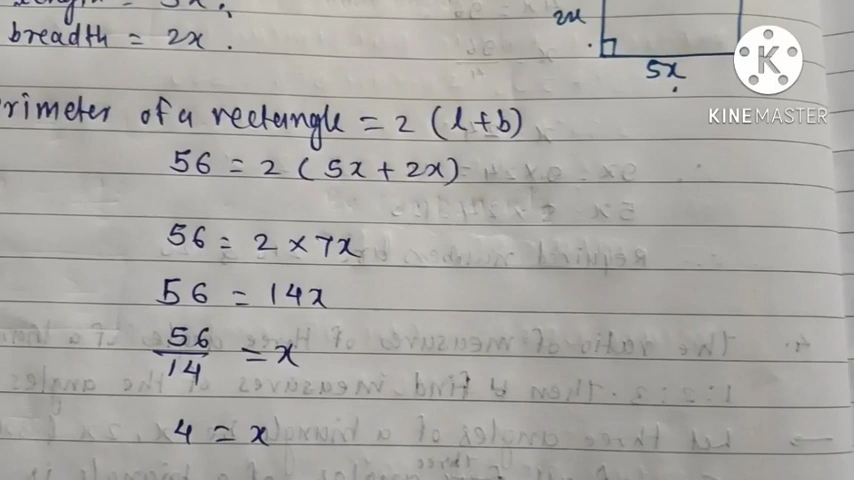 = 5x.
breadth = 2x.
2x
5x
K
KINEMASTER
rimeter of a rectangle = 2 (l+b)
56 = 2 (5x + 2x)
56 = 2 × 7x
56 = 14x
56/14 = x
4 = x